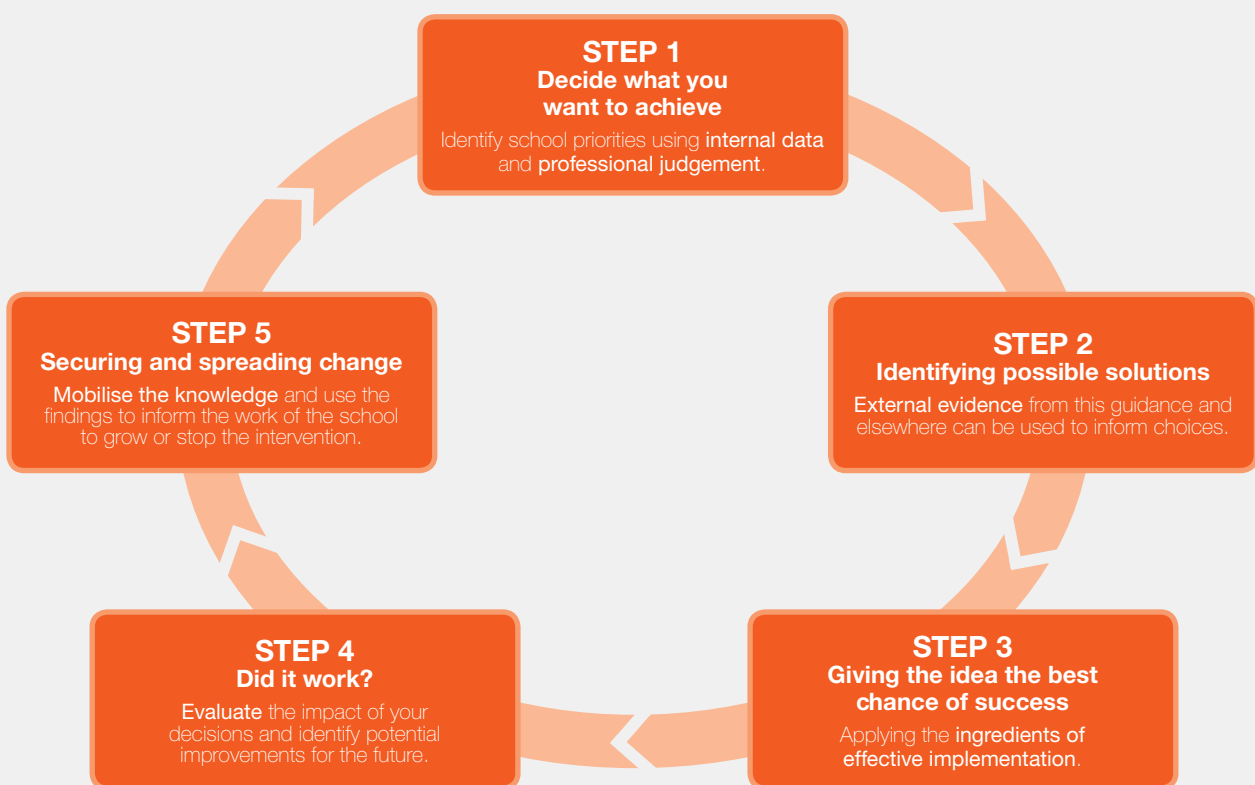 STEP 1
Decide what you
want to achieve
Identify school priorities using internal data
and professional judgement.
STEP 2
Identifying possible solutions
External evidence from this guidance and
elsewhere can be used to inform choices.
STEP 3
Giving the idea the best
chance of success
Applying the ingredients of
effective implementation.
STEP 4
Did it work?
Evaluate the impact of your
decisions and identify potential
improvements for the future.
STEP 5
Securing and spreading change
Mobilise the knowledge and use the
findings to inform the work of the school
to grow or stop the intervention.